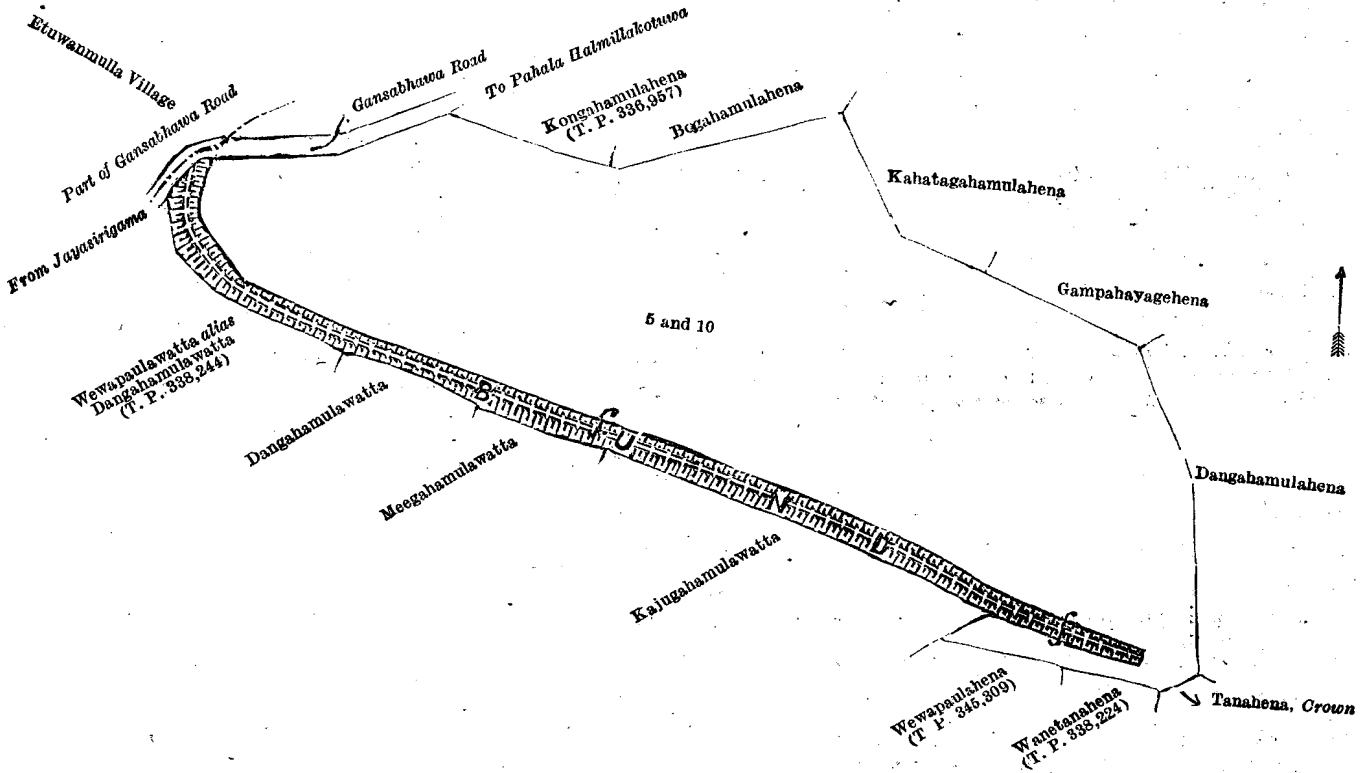 Etuwanmulla Village
Part of Gansabhawa Road
Gansabhawa Road
To Pahala Halmillakotuwa
From Jayasirigama
Kongahamulahena
(T. P. 336,957)
Bogahamulahena
Kahatagahamulahena
Gampahayagehena
5 and 10
Wewapaulawatta alias
Dangahamulawatta
(T. P. 338,244)
Dangahamulawatta
Meegahamulawatta
BUND
Kajugahamulawatta
Dangahamulahena
Wewapaulahena
(T P. 345,309)
Wanetanahena
(T. P. 338,224)
Tanahena, Crown